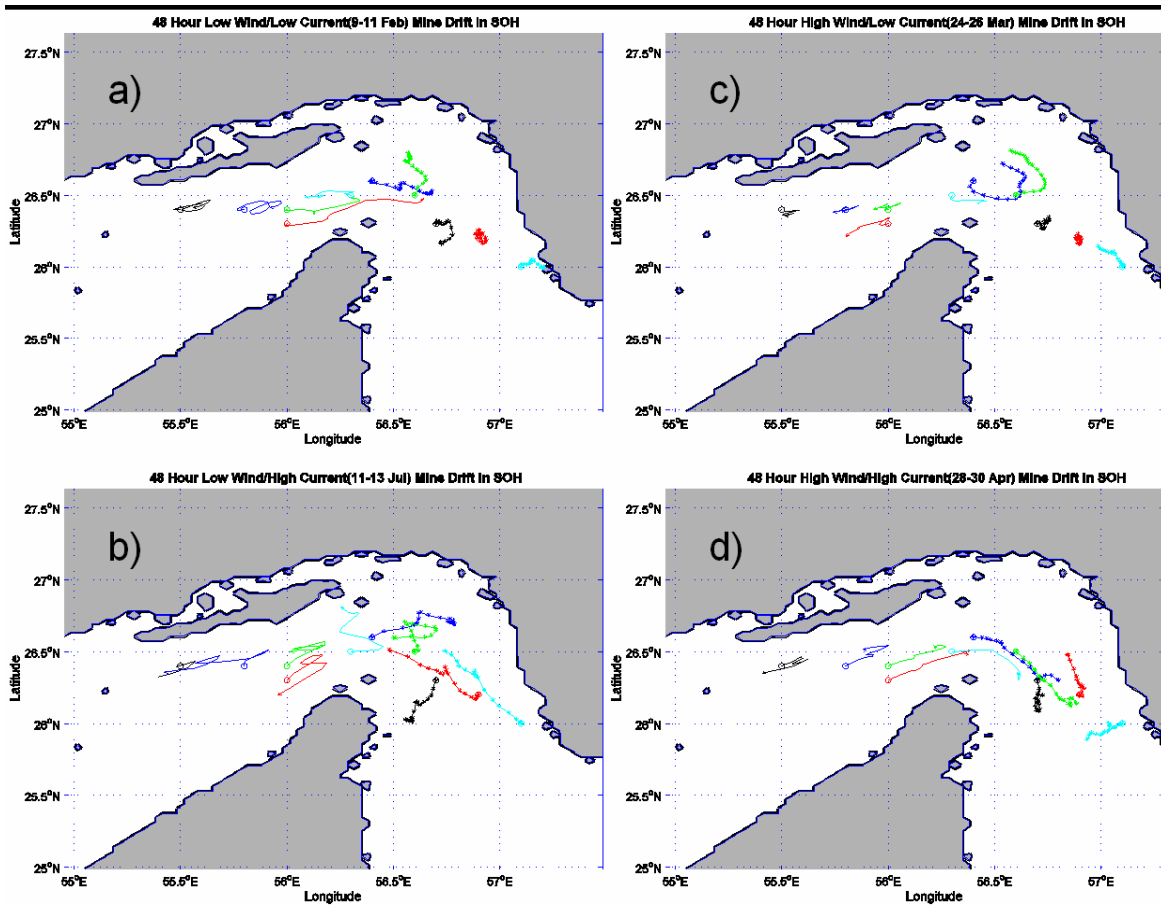 48 Hour Low Wind/Low Current(9-11 Feb) Mine Drift in SOH
a)
27.5°N
27°N
26.5°N
26°N
25.5°N
25°N
Latitude
55°E
55.5°E
56°E
56.5°E
57°E
Longitude
48 Hour High Wind/Low Current(24-26 Mar) Mine Drift in SOH
c)
27.5°N
27°N
26.5°N
26°N
25.5°N
25°N
Latitude
55°E
55.5°E
56°E
56.5°E
57°E
Longitude
48 Hour Low Wind/High Current(11-13 Jul) Mine Drift in SOH
b)
27.5°N
27°N
26.5°N
26°N
25.5°N
25°N
Latitude
55°E
55.5°E
56°E
56.5°E
57°E
Longitude
48 Hour High Wind/High Current(28-30 Apr) Mine Drift in SOH
d)
27.5°N
27°N
26.5°N
26°N
25.5°N
25°N
Latitude
55°E
55.5°E
56°E
56.5°E
57°E
Longitude